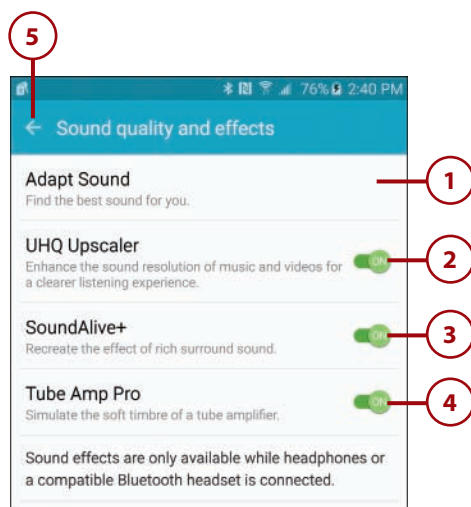 5
76% 2:40 PM
Sound quality and effects
Adapt Sound
Find the best sound for you.
1
UHQ Upscaler
Enhance the sound resolution of music and videos for
a clearer listening experience.
ON
2
SoundAlive+
Recreate the effect of rich surround sound.
ON
3
Tube Amp Pro
Simulate the soft timbre of a tube amplifier.
ON
4
Sound effects are only available while headphones or
a compatible Bluetooth headset is connected.